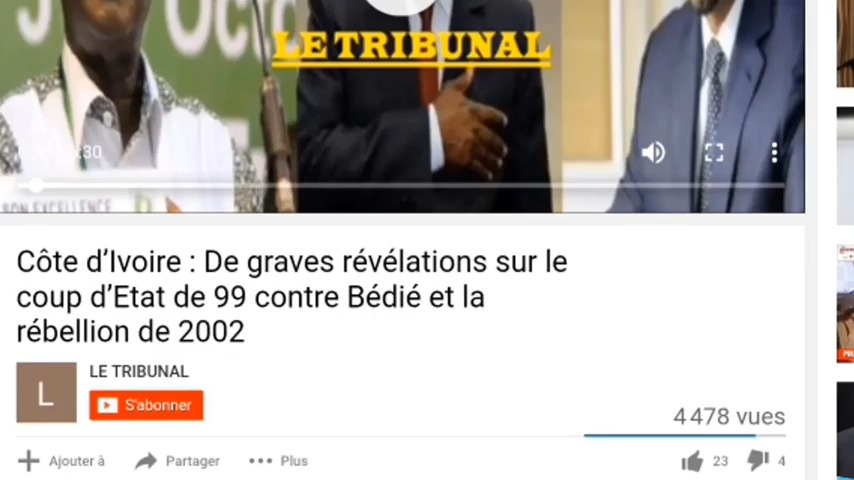 LE TRIBUNAL
:30
Côte d’Ivoire : De graves révélations sur le
coup d’Etat de 99 contre Bédié et la
rébellion de 2002
L
LE TRIBUNAL
S'abonner
4 478 vues
Ajouter à
Partager
Plus
23
4